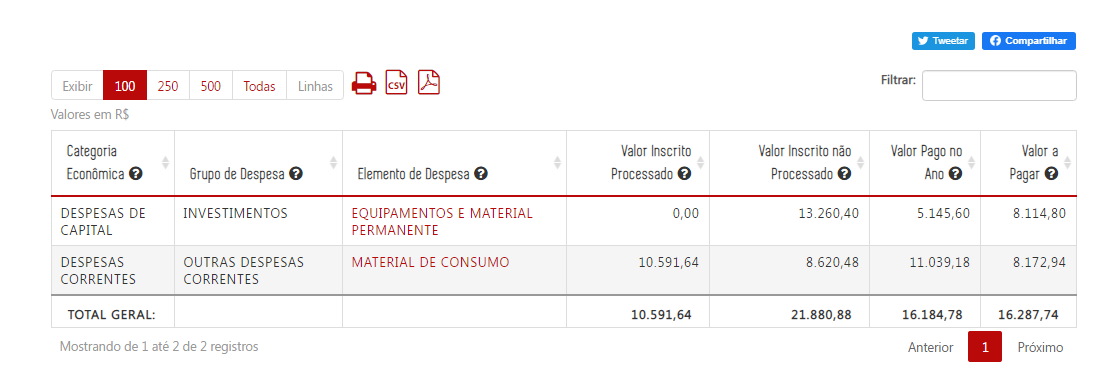 Tweetar Compartilhar
Exibir 100 250 500 Todas Linhas CSV Filtrar:
Valores em R$
Categoria Econômica ? Grupo de Despesa ? Elemento de Despesa ? Valor Inscrito Processado ? Valor Inscrito não Processado ? Valor Pago no Ano ? Valor a Pagar ?
DESPESAS DE CAPITAL INVESTIMENTOS EQUIPAMENTOS E MATERIAL PERMANENTE 0,00 13.260,40 5.145,60 8.114,80
DESPESAS CORRENTES OUTRAS DESPESAS CORRENTES MATERIAL DE CONSUMO 10.591,64 8.620,48 11.039,18 8.172,94
TOTAL GERAL: 10.591,64 21.880,88 16.184,78 16.287,74
Mostrando de 1 até 2 de 2 registros Anterior 1 Próximo